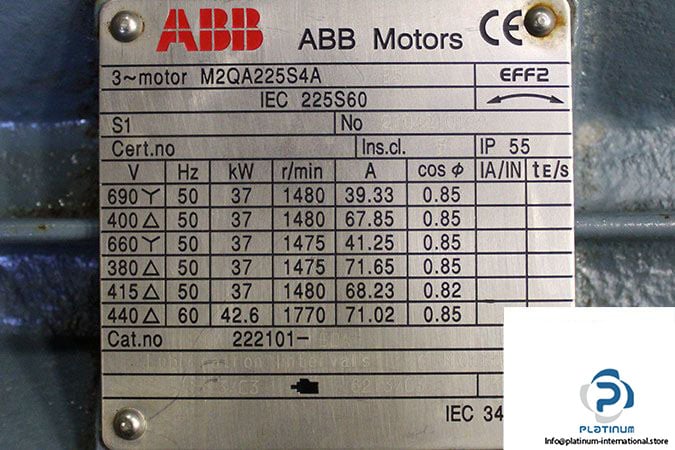 ABB ABB Motors CE
3~motor M2QA225S4A EFF2
IEC 225S60
S1 No
Cert.no Ins.cl. IP 55
V Hz kW r/min A cos ϕ IA/IN tE/s
690 Y 50 37 1480 39.33 0.85
400 △ 50 37 1480 67.85 0.85
660 Y 50 37 1475 41.25 0.85
380 △ 50 37 1475 71.65 0.85
415 △ 50 37 1480 68.23 0.82
440 △ 60 42.6 1770 71.02 0.85
Cat.no 222101-
IEC 34
PLATINUM
Info@platinum-international.store